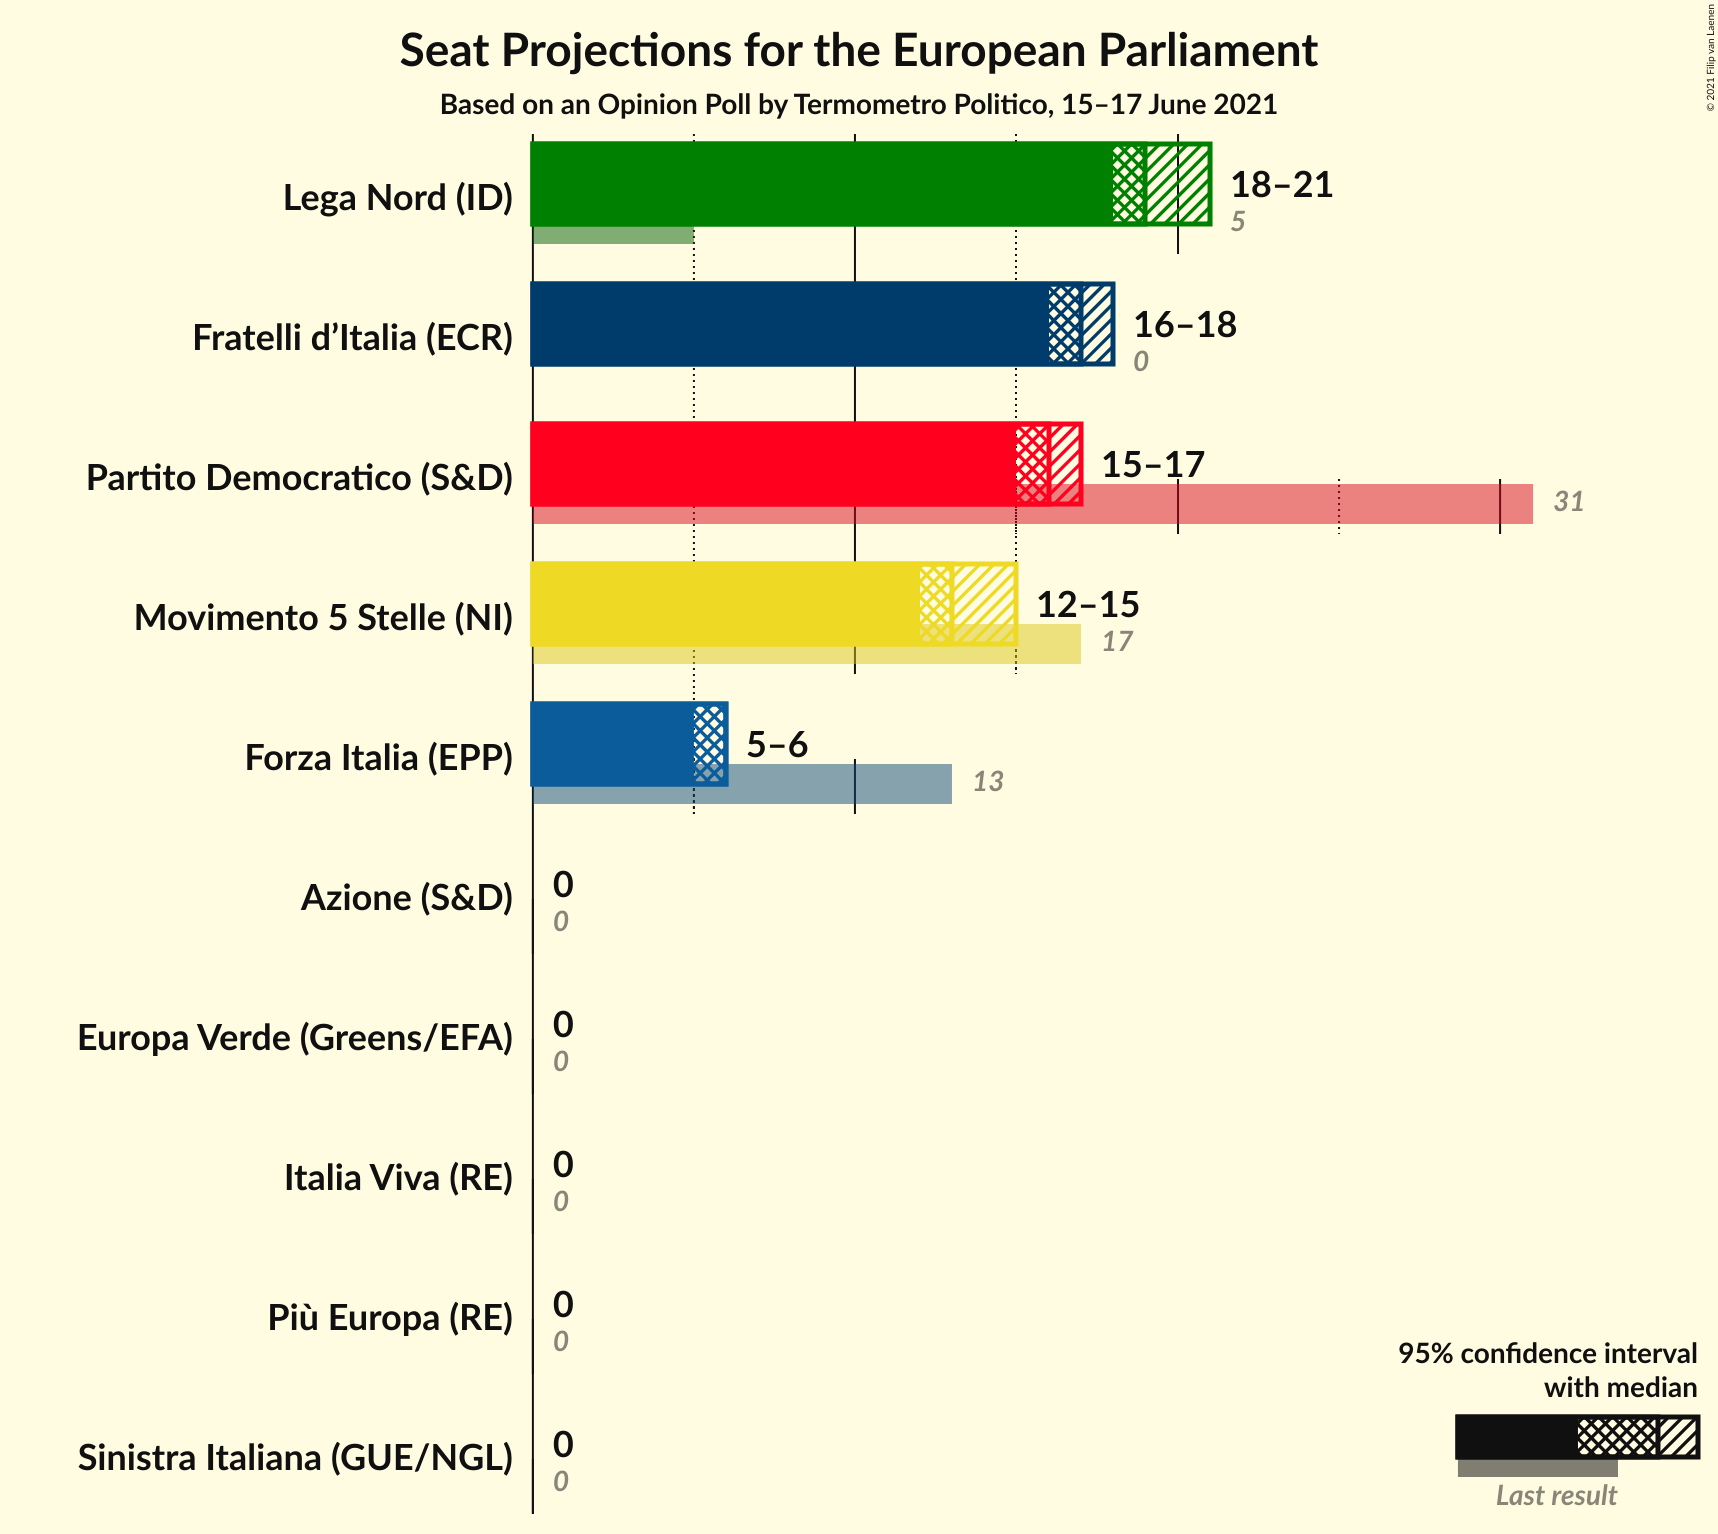 Seat Projections for the European Parliament
Based on an Opinion Poll by Termometro Politico, 15–17 June 2021
© 2021 Filip van Laenen
Lega Nord (ID)
18–21
5
Fratelli d’Italia (ECR)
16–18
0
Partito Democratico (S&D)
15–17
31
Movimento 5 Stelle (NI)
12–15
17
Forza Italia (EPP)
5–6
13
Azione (S&D)
0
0
Europa Verde (Greens/EFA)
0
0
Italia Viva (RE)
0
0
Più Europa (RE)
0
0
Sinistra Italiana (GUE/NGL)
0
0
95% confidence interval
with median
Last result